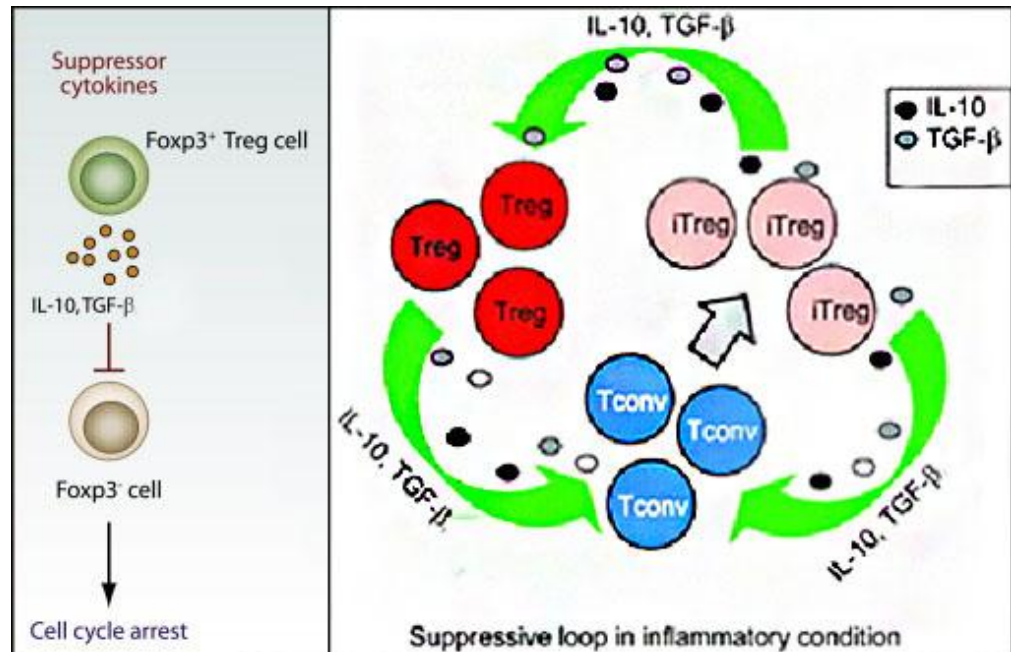 Suppressor
cytokines
Foxp3⁺ Treg cell
IL-10,TGF-β
Foxp3⁻ cell
Cell cycle arrest
IL-10, TGF-β
IL-10
TGF-β
Treg
Treg
Treg
iTreg
iTreg
iTreg
Tconv
Tconv
Tconv
IL-10, TGF-β,
IL-10, TGF-β
Suppressive loop in inflammatory condition